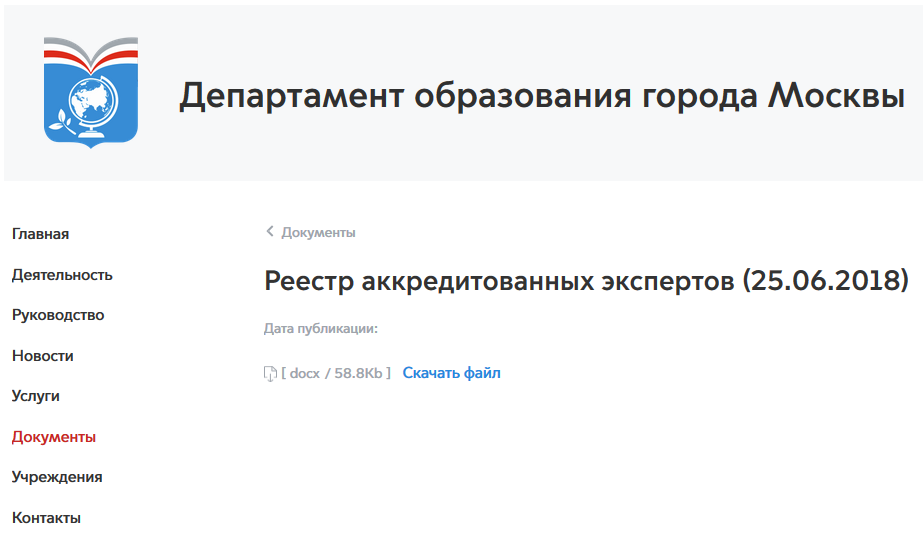 Департамент образования города Москвы
Главная
Деятельность
Руководство
Новости
Услуги
Документы
Учреждения
Контакты
Документы
Реестр аккредитованных экспертов (25.06.2018)
Дата публикации:
[ docx / 58.8Kb ] Скачать файл